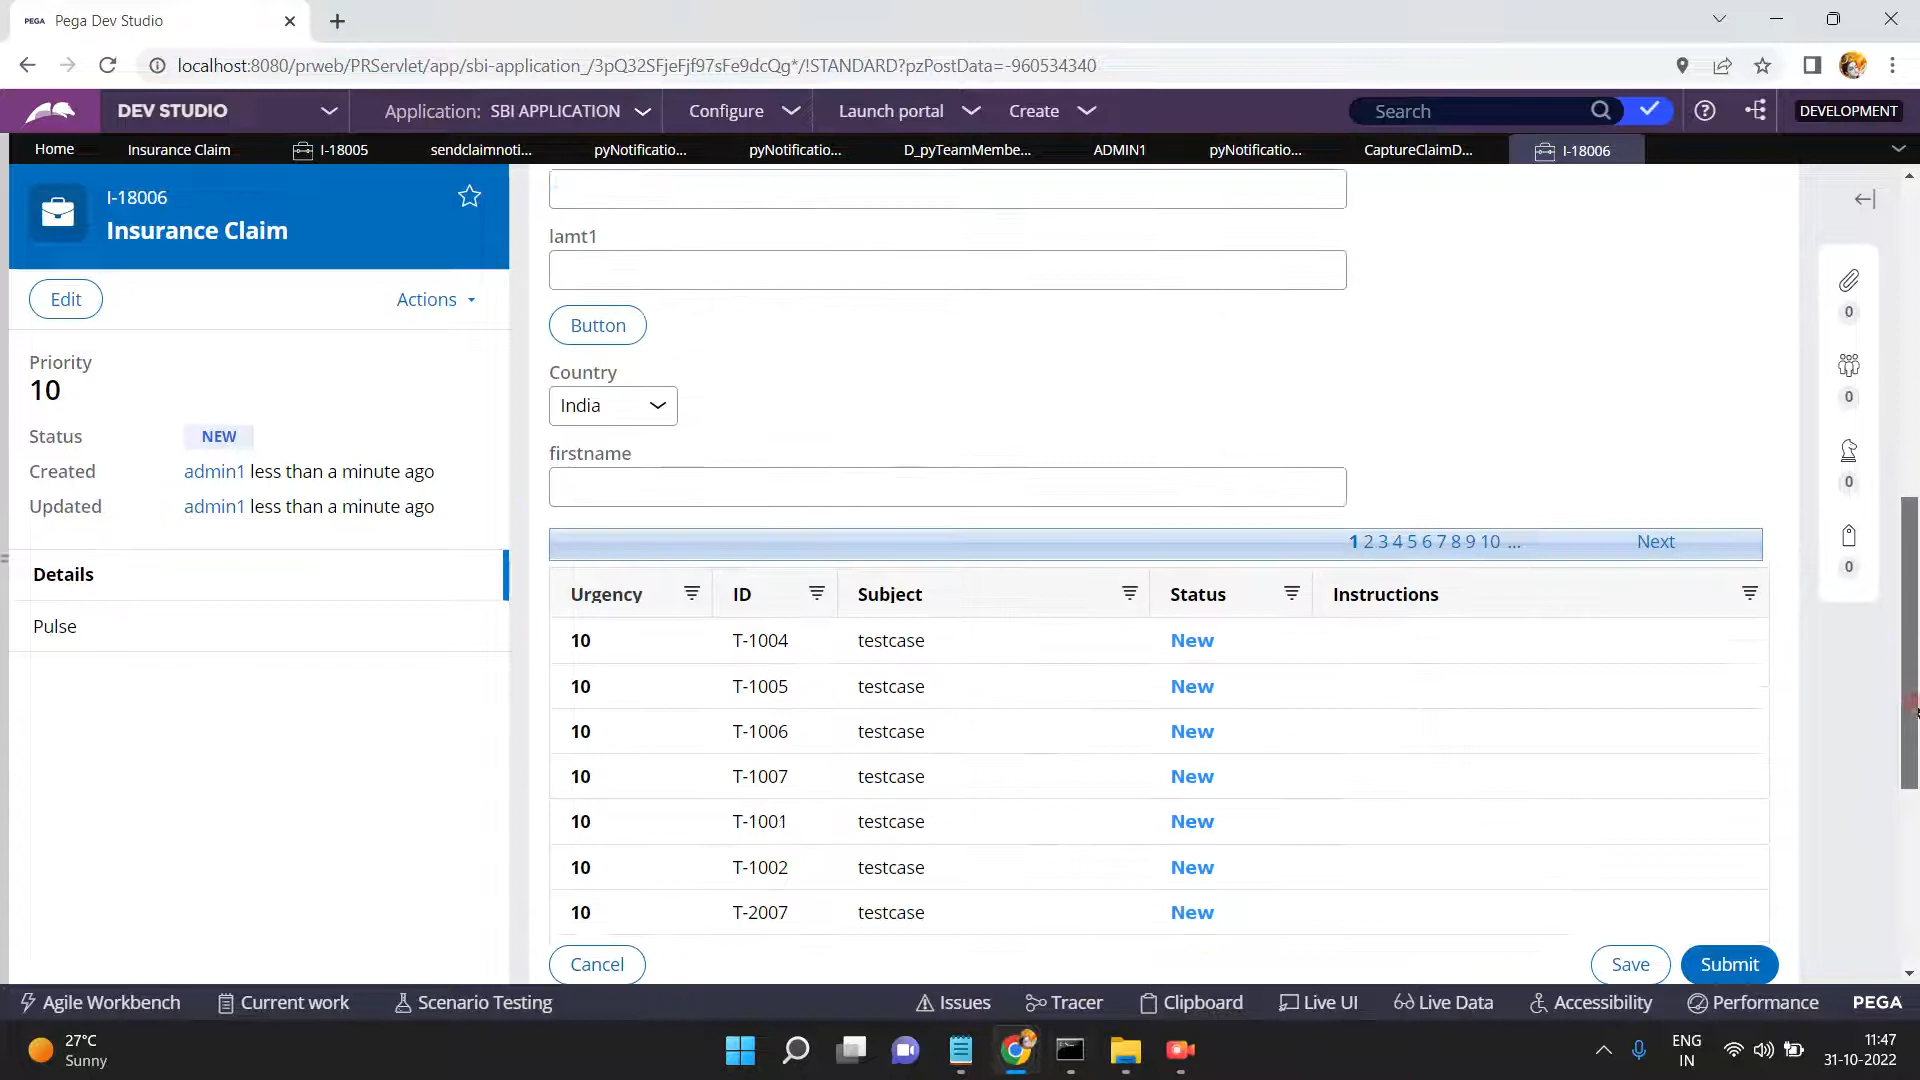 PEGA Pega Dev Studio
localhost:8080/prweb/PRServlet/app/sbi-application_/3pQ32SFjeFjf97sFe9dcQg*/!STANDARD?pzPostData=-960534340
DEV STUDIO Application: SBI APPLICATION Configure Launch portal Create Search DEVELOPMENT
Home Insurance Claim I-18005 sendclaimnoti... pyNotificatio... pyNotificatio... D_pyTeamMembe... ADMIN1 pyNotificatio... CaptureClaimD... I-18006
I-18006
Insurance Claim
Edit Actions
Priority
10
Status NEW
Created admin1 less than a minute ago
Updated admin1 less than a minute ago
Details
Pulse
lamt1
Button
Country
India
firstname
1 2 3 4 5 6 7 8 9 10 ... Next
Urgency ID Subject Status Instructions
10 T-1004 testcase New
10 T-1005 testcase New
10 T-1006 testcase New
10 T-1007 testcase New
10 T-1001 testcase New
10 T-1002 testcase New
10 T-2007 testcase New
Cancel Save Submit
0
0
0
0
Agile Workbench Current work Scenario Testing Issues Tracer Clipboard Live UI Live Data Accessibility Performance PEGA
27°C
Sunny
ENG
IN
11:47
31-10-2022